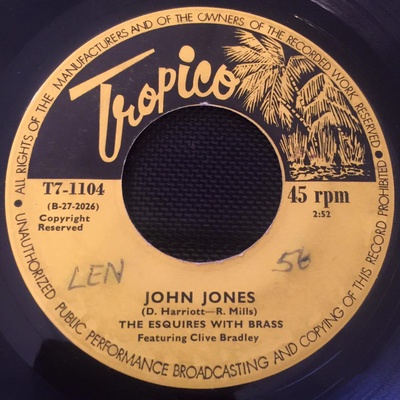 ALL RIGHTS OF THE MANUFACTURERS AND OF THE OWNERS OF THE RECORDED WORK RESERVED •
UNAUTHORIZED PUBLIC PERFORMANCE BROADCASTING AND COPYING OF THIS RECORD PROHIBITED.
Tropico
T7-1104
45 rpm
(B-27-2026)
2:52
Copyright
Reserved
LEN
56
JOHN JONES
(D. Harriott—R. Mills)
THE ESQUIRES WITH BRASS
Featuring Clive Bradley